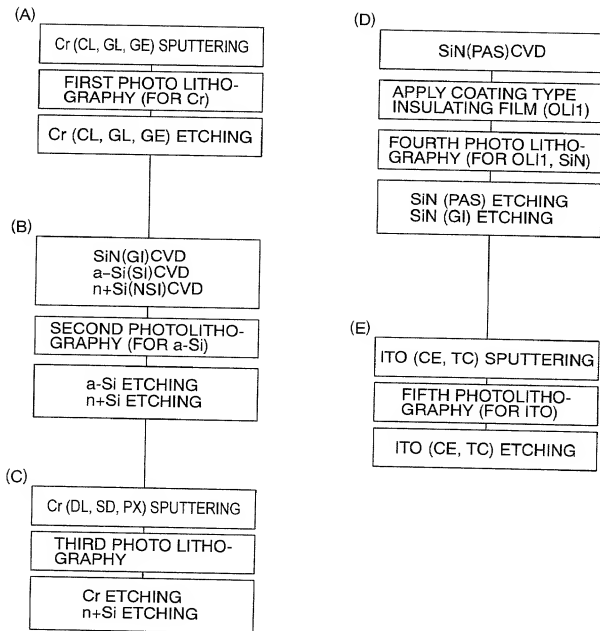 (A)
Cr (CL, GL, GE) SPUTTERING
FIRST PHOTO LITHO-
GRAPHY (FOR Cr)
Cr (CL, GL, GE) ETCHING
(B)
SiN(GI)CVD
a-Si(SI)CVD
n+Si(NSI)CVD
SECOND PHOTOLITHO-
GRAPHY (FOR a-Si)
a-Si ETCHING
n+Si ETCHING
(C)
Cr (DL, SD, PX) SPUTTERING
THIRD PHOTO LITHO-
GRAPHY
Cr ETCHING
n+Si ETCHING
(D)
SiN(PAS)CVD
APPLY COATING TYPE
INSULATING FILM (OLI1)
FOURTH PHOTO LITHO-
GRAPHY (FOR OLI1, SiN)
SiN (PAS) ETCHING
SiN (GI) ETCHING
(E)
ITO (CE, TC) SPUTTERING
FIFTH PHOTOLITHO-
GRAPHY (FOR ITO)
ITO (CE, TC) ETCHING